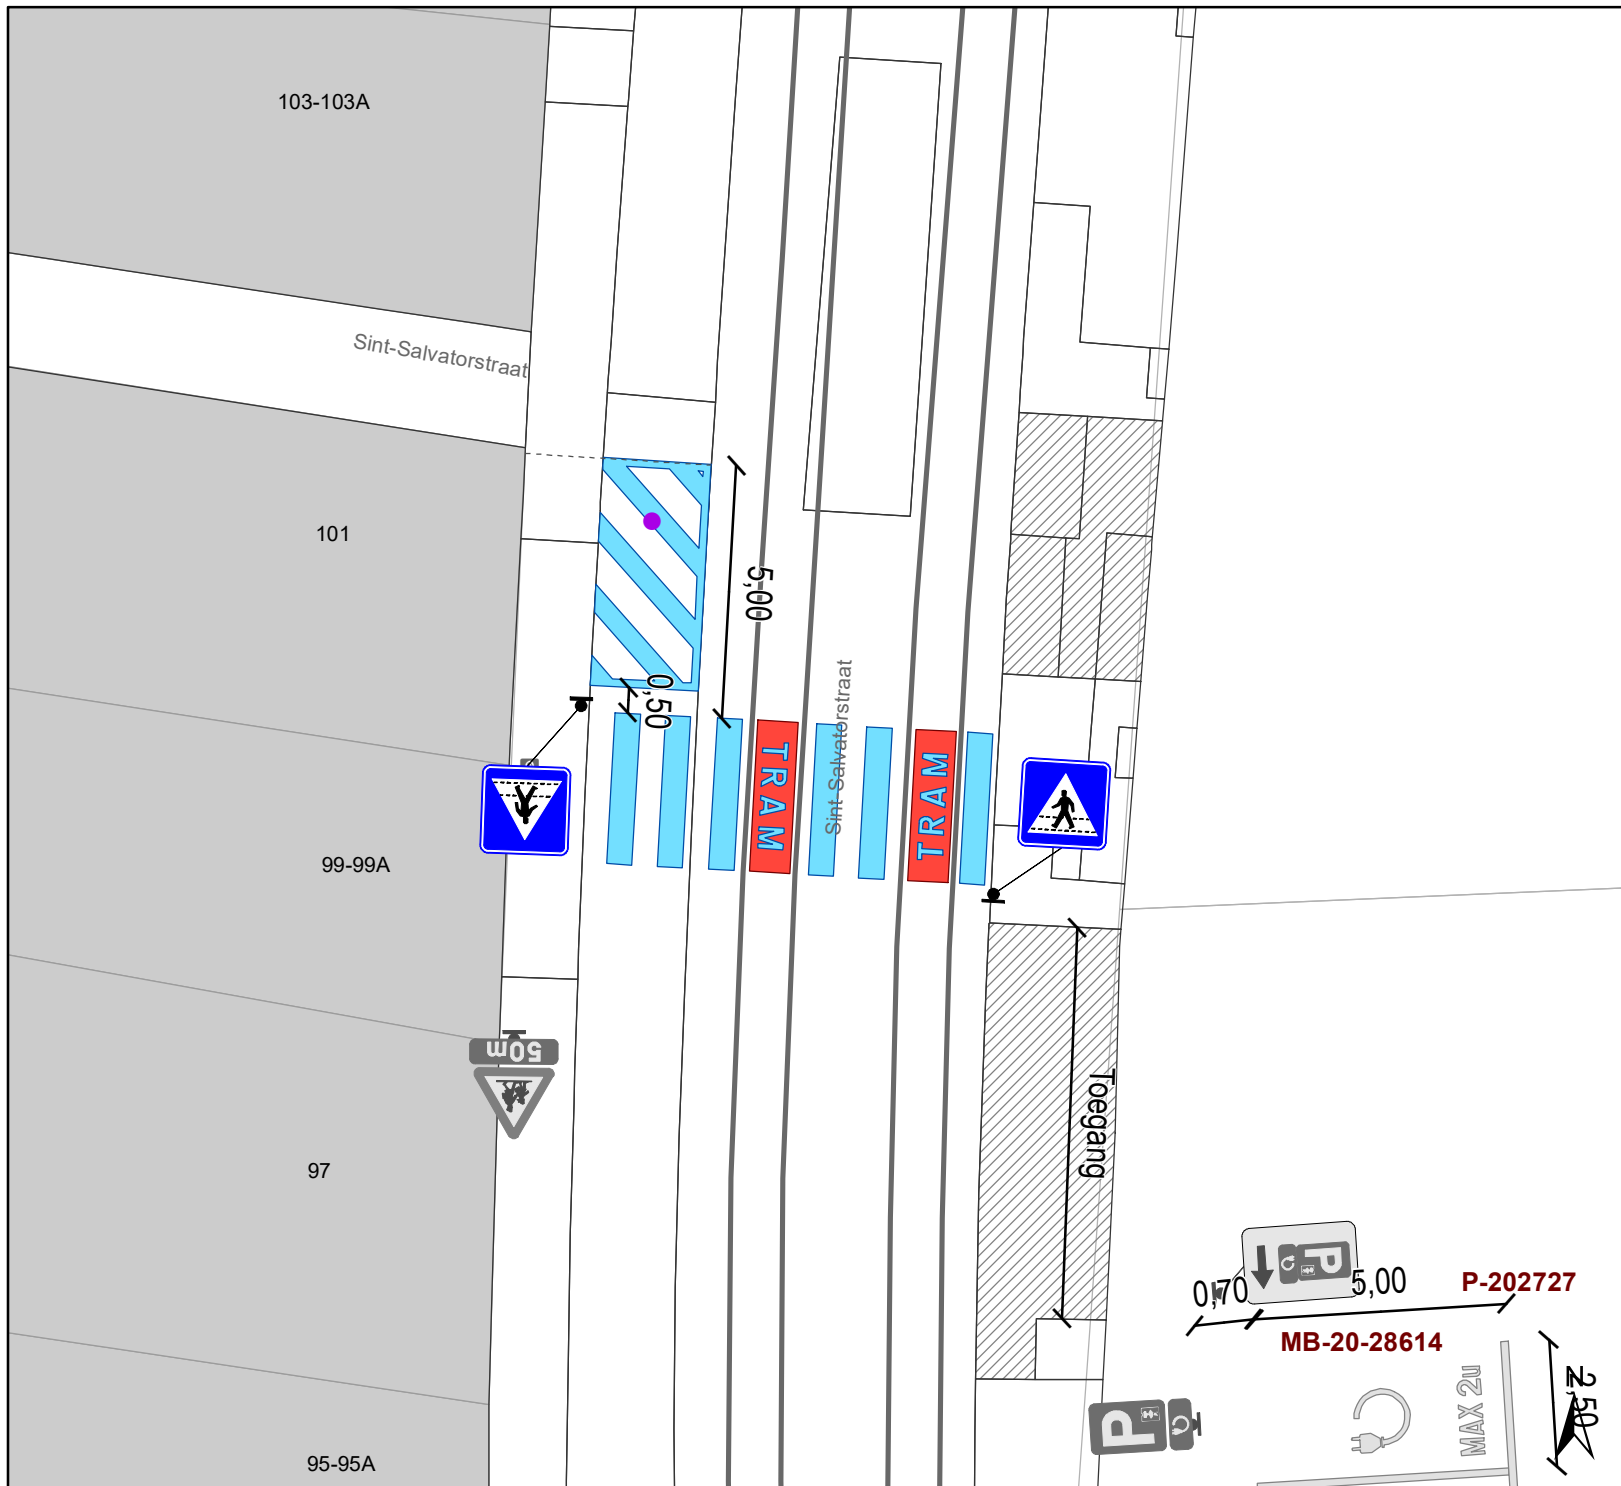 103-103A
Sint-Salvatorstraat
101
5,00
0,50
Sint-Salvatorstraat
TRAM
TRAM
99-99A
50m
Toegang
97
P
0,70
5,00
P-202727
MB-20-28614
2,50
P
MAX 2u
95-95A